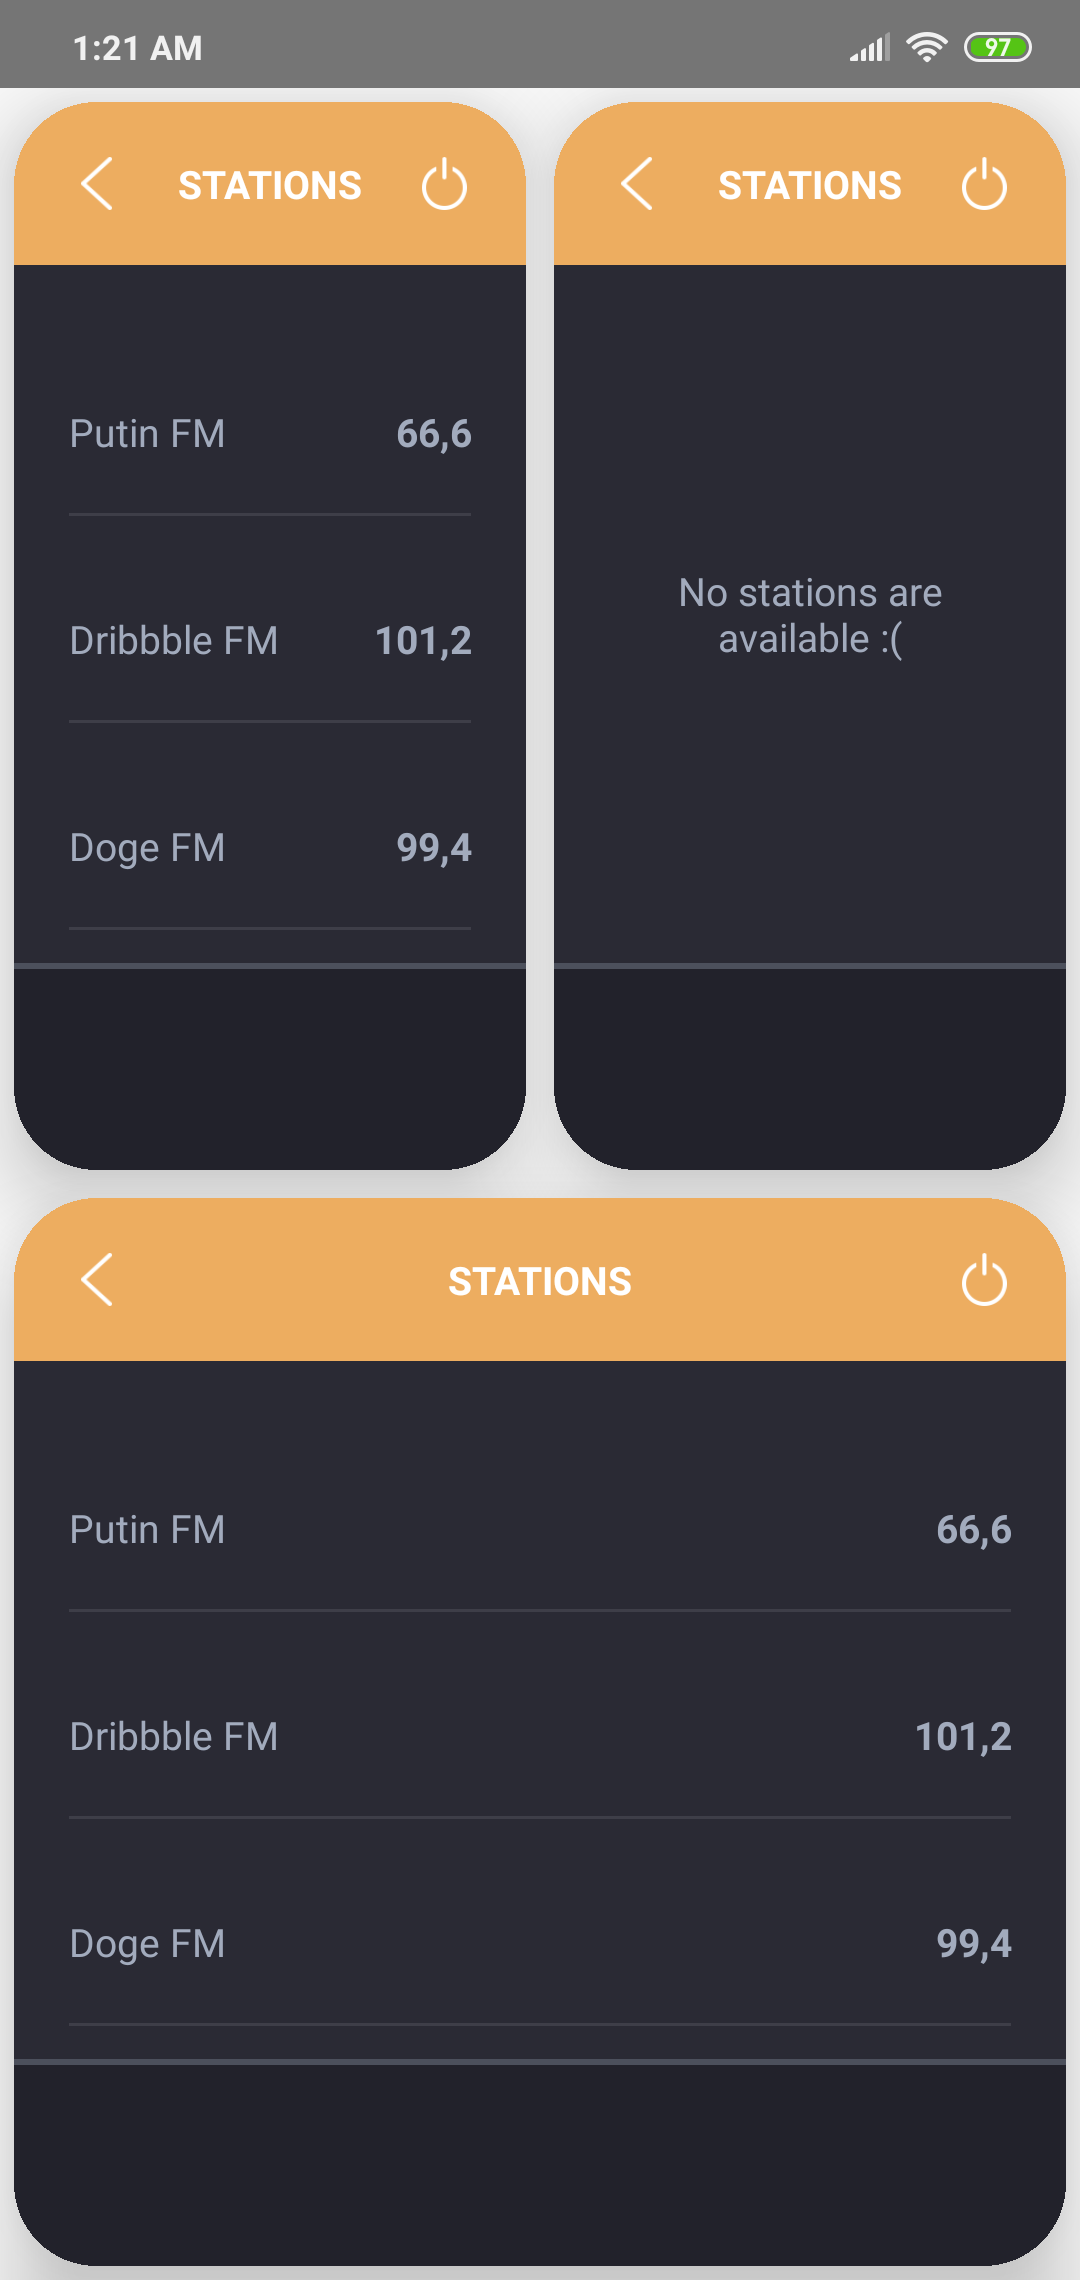 1:21 AM
97
STATIONS
Putin FM 66,6
Dribbble FM 101,2
Doge FM 99,4
STATIONS
No stations are
available :(
STATIONS
Putin FM 66,6
Dribbble FM 101,2
Doge FM 99,4